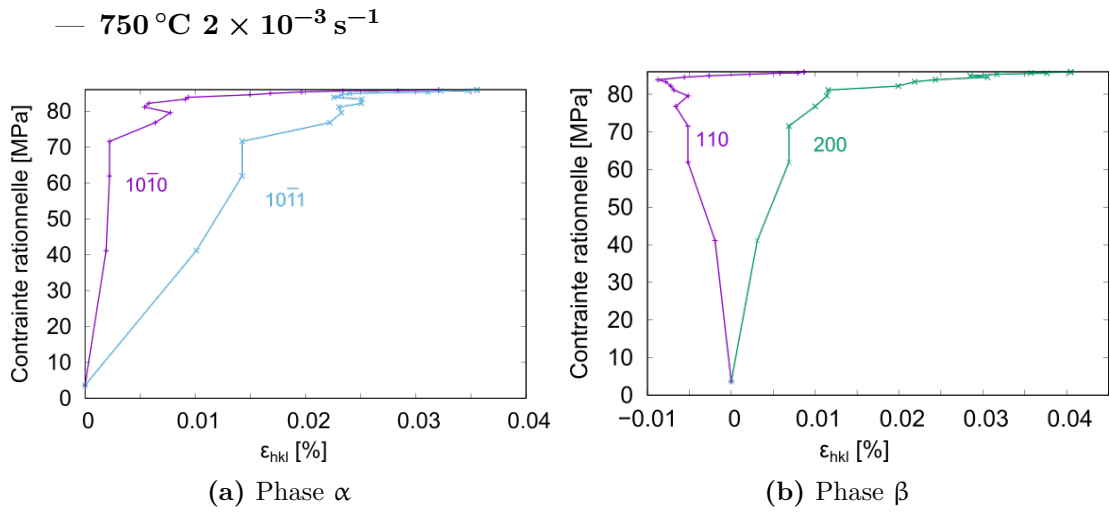 — 750 °C 2 × 10⁻³ s⁻¹
Contrainte rationnelle [MPa]
80
70
60
50
40
30
20
10
0
101̅0
101̅1
0 0.01 0.02 0.03 0.04
εhkl [%]
(a) Phase α
Contrainte rationnelle [MPa]
80
70
60
50
40
30
20
10
0
110
200
−0.01 0 0.01 0.02 0.03 0.04
εhkl [%]
(b) Phase β